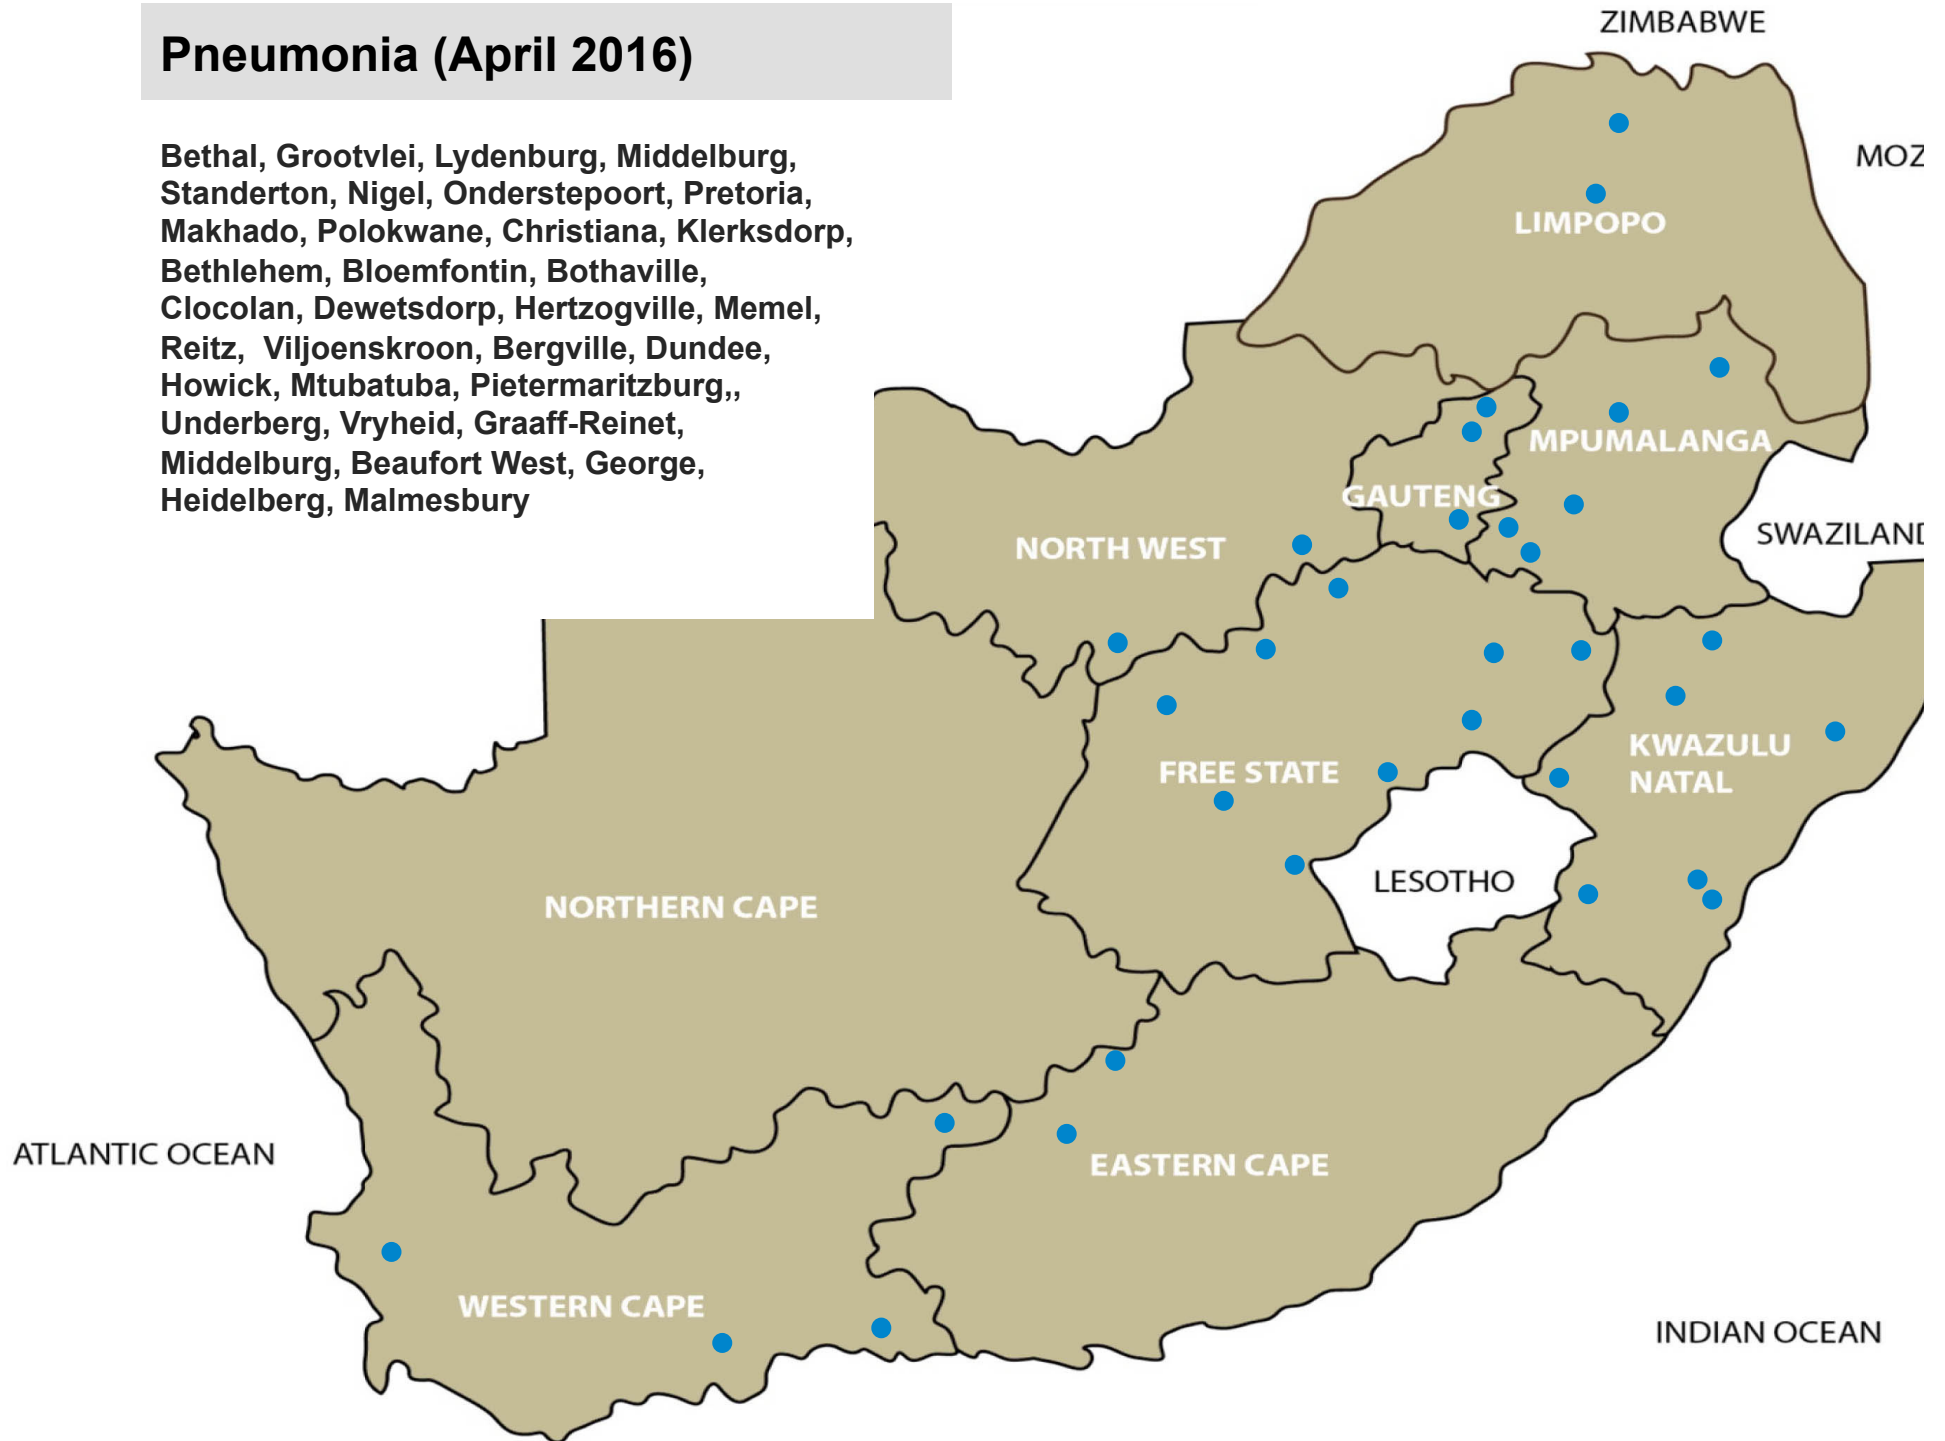 Pneumonia (April 2016)
Bethal, Grootvlei, Lydenburg, Middelburg,
Standerton, Nigel, Onderstepoort, Pretoria,
Makhado, Polokwane, Christiana, Klerksdorp,
Bethlehem, Bloemfontin, Bothaville,
Clocolan, Dewetsdorp, Hertzogville, Memel,
Reitz,  Viljoenskroon, Bergville, Dundee,
Howick, Mtubatuba, Pietermaritzburg,,
Underberg, Vryheid, Graaff-Reinet,
Middelburg, Beaufort West, George,
Heidelberg, Malmesbury
ZIMBABWE
MOZ
LIMPOPO
MPUMALANGA
GAUTENG
SWAZILAND
NORTH WEST
KWAZULU
NATAL
FREE STATE
LESOTHO
NORTHERN CAPE
ATLANTIC OCEAN
EASTERN CAPE
WESTERN CAPE
INDIAN OCEAN